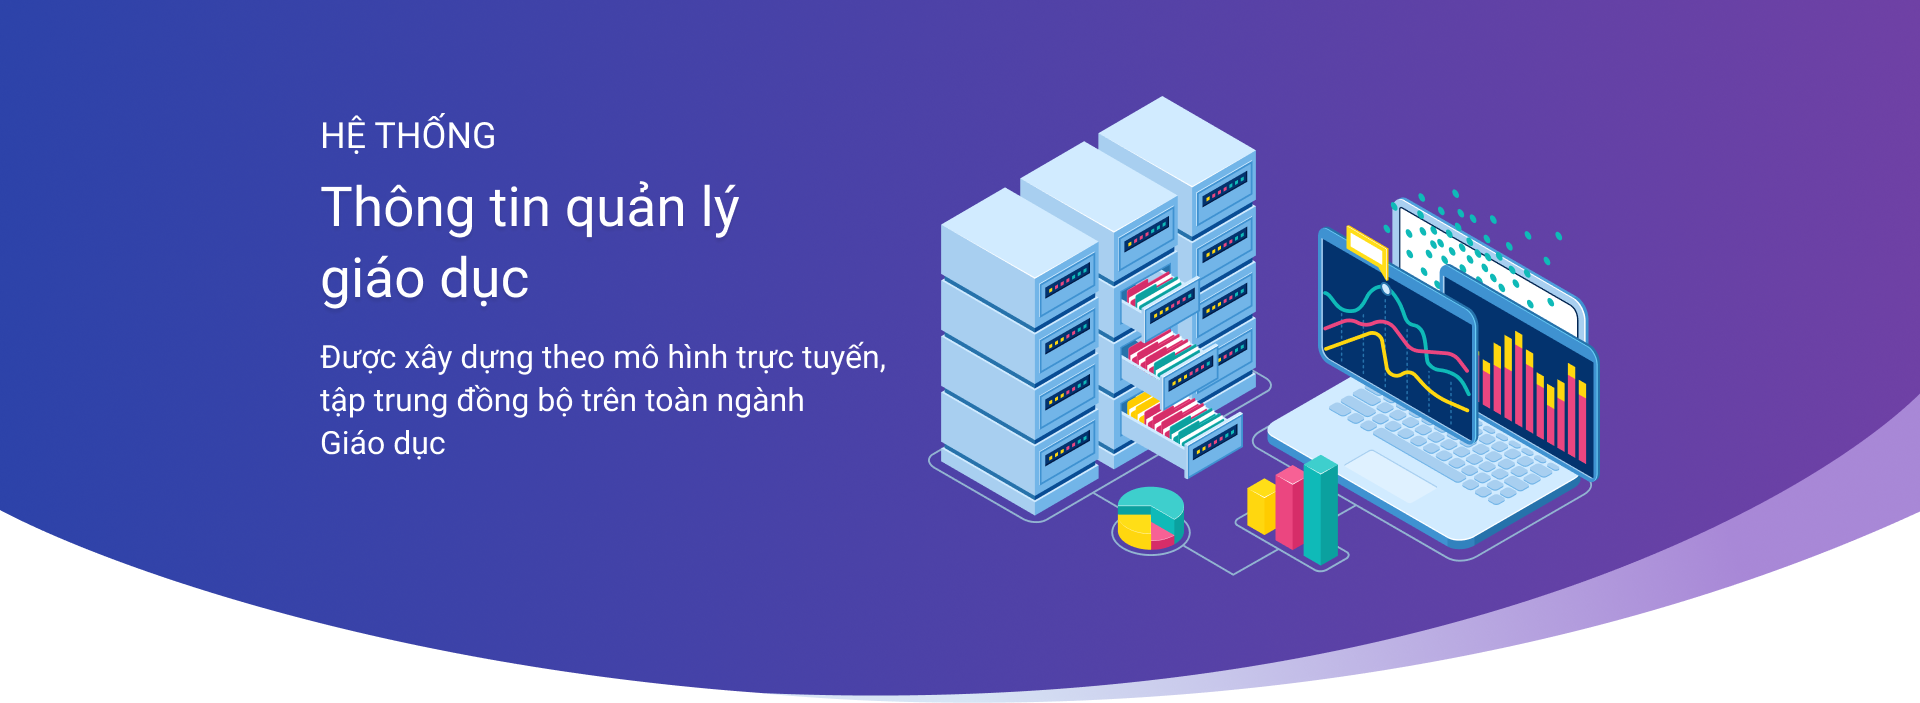 HỆ THỐNG
Thông tin quản lý
giáo dục
Được xây dựng theo mô hình trực tuyến,
tập trung đồng bộ trên toàn ngành
Giáo dục